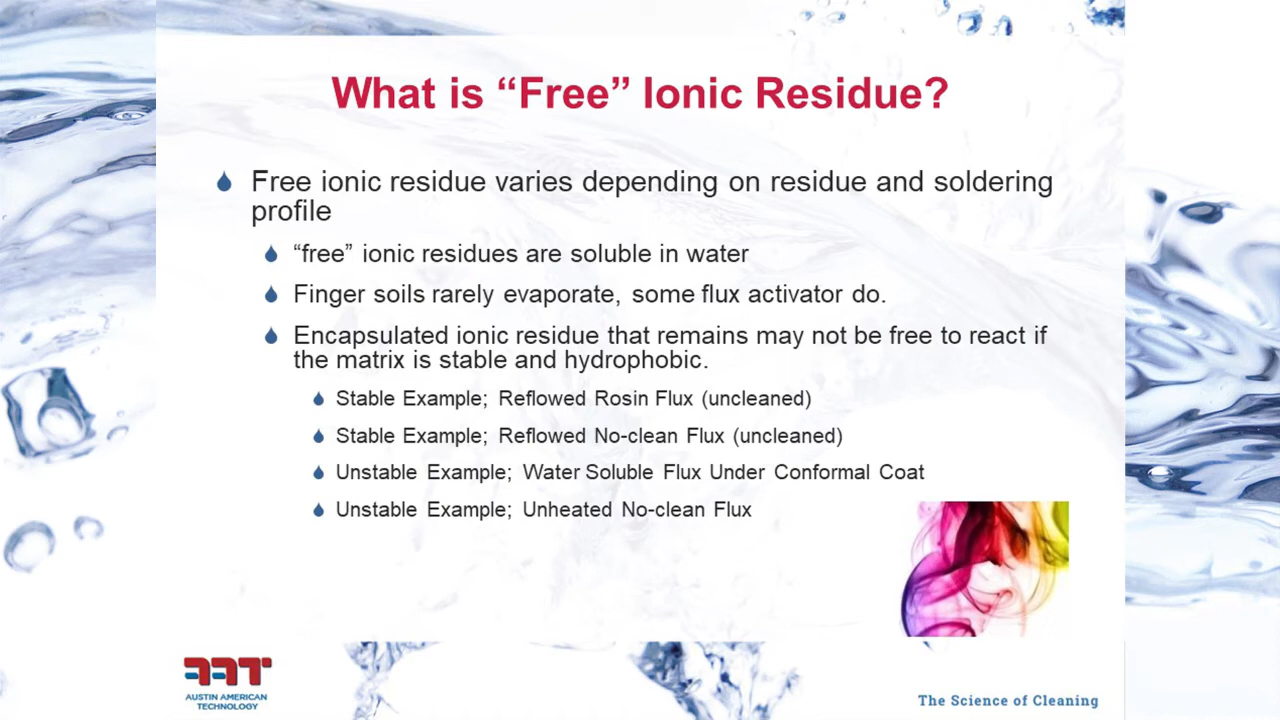 What is “Free” Ionic Residue?
Free ionic residue varies depending on residue and soldering
profile
“free” ionic residues are soluble in water
Finger soils rarely evaporate, some flux activator do.
Encapsulated ionic residue that remains may not be free to react if
the matrix is stable and hydrophobic.
Stable Example; Reflowed Rosin Flux (uncleaned)
Stable Example; Reflowed No-clean Flux (uncleaned)
Unstable Example; Water Soluble Flux Under Conformal Coat
Unstable Example; Unheated No-clean Flux
AAT
AUSTIN AMERICAN
TECHNOLOGY
The Science of Cleaning